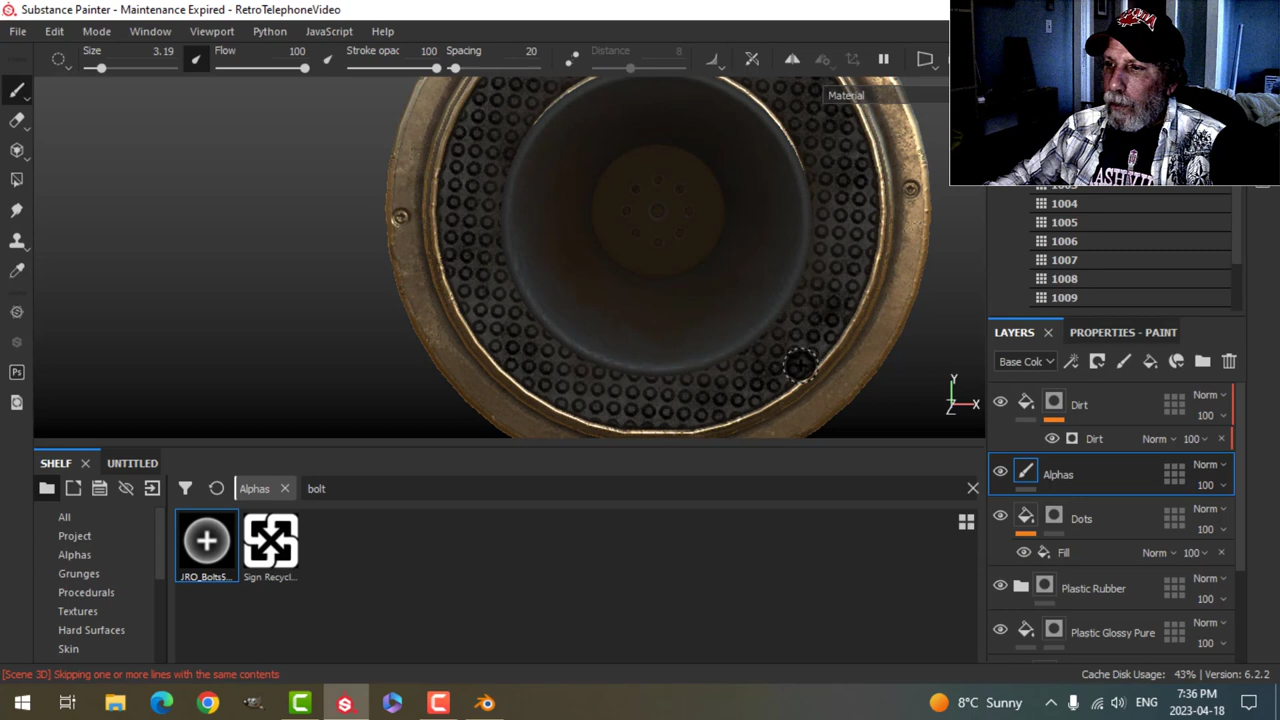 Substance Painter - Maintenance Expired - RetroTelephoneVideo
File Edit Mode Window Viewport Python JavaScript Help
Size 3.19 Flow 100 Stroke opac 100 Spacing 20 Distance 8
Material
NASHVIL
1004
1005
1006
1007
1008
1009
Y
X
Z
LAYERS PROPERTIES - PAINT
Base Col
Dirt Norm 100
Dirt Norm 100
Alphas Norm 100
Dots Norm 100
Fill Norm 100
Plastic Rubber Norm 100
Plastic Glossy Pure Norm 100
Ps
SHELF UNTITLED
Alphas bolt
All
Project
Alphas
Grunges
Procedurals
Textures
Hard Surfaces
Skin
JRO_BoltsS... Sign Recycl...
[Scene 3D] Skipping one or more lines with the same contents
Cache Disk Usage: 43% | Version: 6.2.2
8°C Sunny
ENG
7:36 PM
2023-04-18